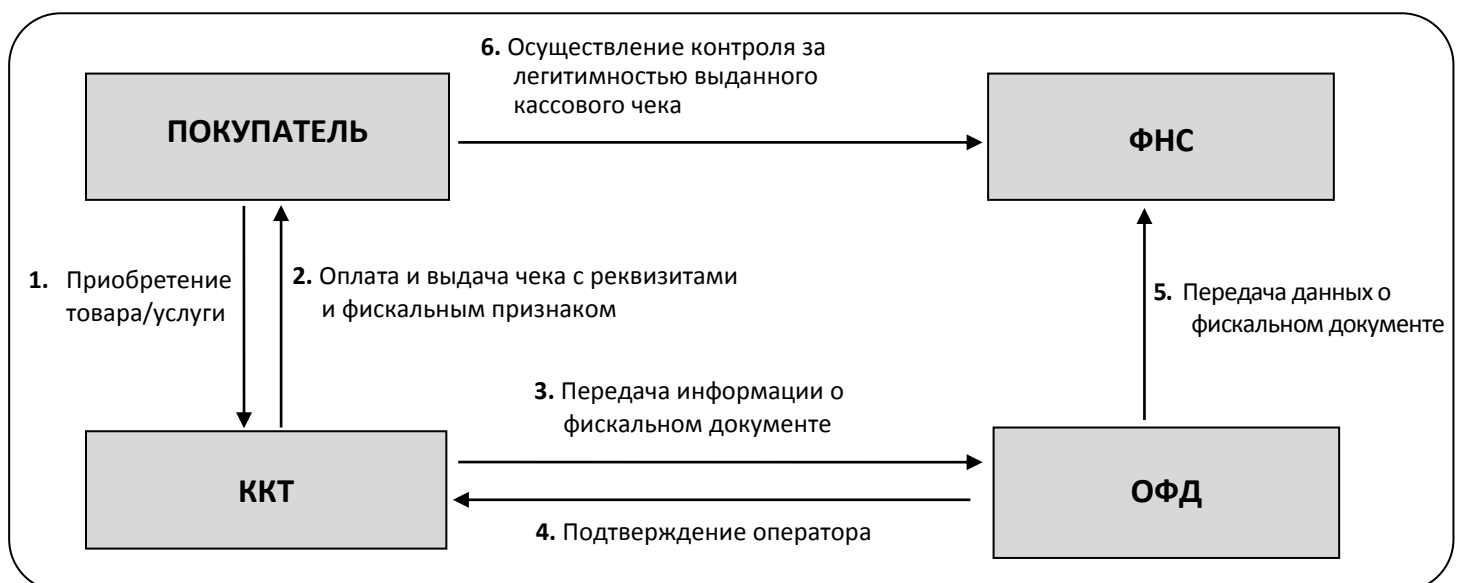 6. Осуществление контроля за
легитимностью выданного
кассового чека
ПОКУПАТЕЛЬ
ФНС
1. Приобретение
товара/услуги
2. Оплата и выдача чека с реквизитами
и фискальным признаком
5. Передача данных о
фискальном документе
3. Передача информации о
фискальном документе
ККТ
ОФД
4. Подтверждение оператора